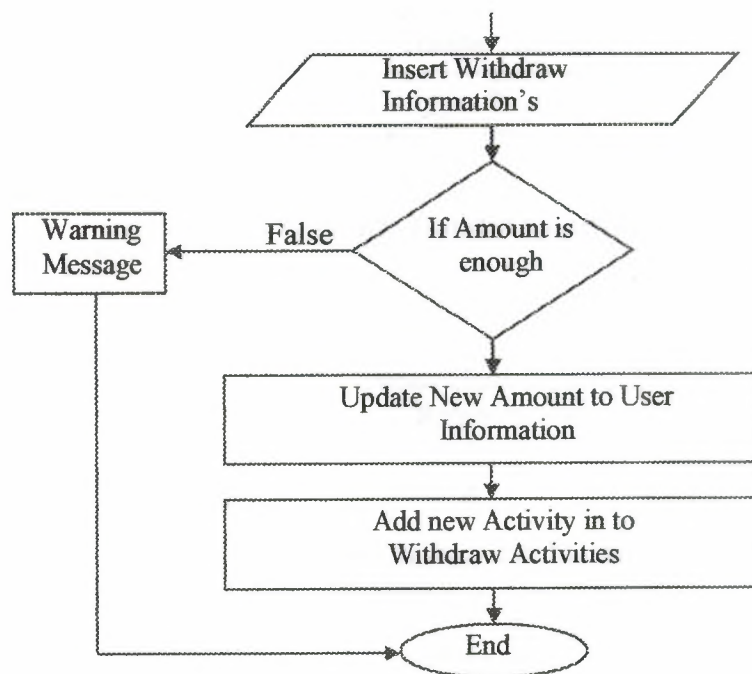 Insert Withdraw
Information's
If Amount is
enough
False
Warning
Message
Update New Amount to User
Information
Add new Activity in to
Withdraw Activities
End